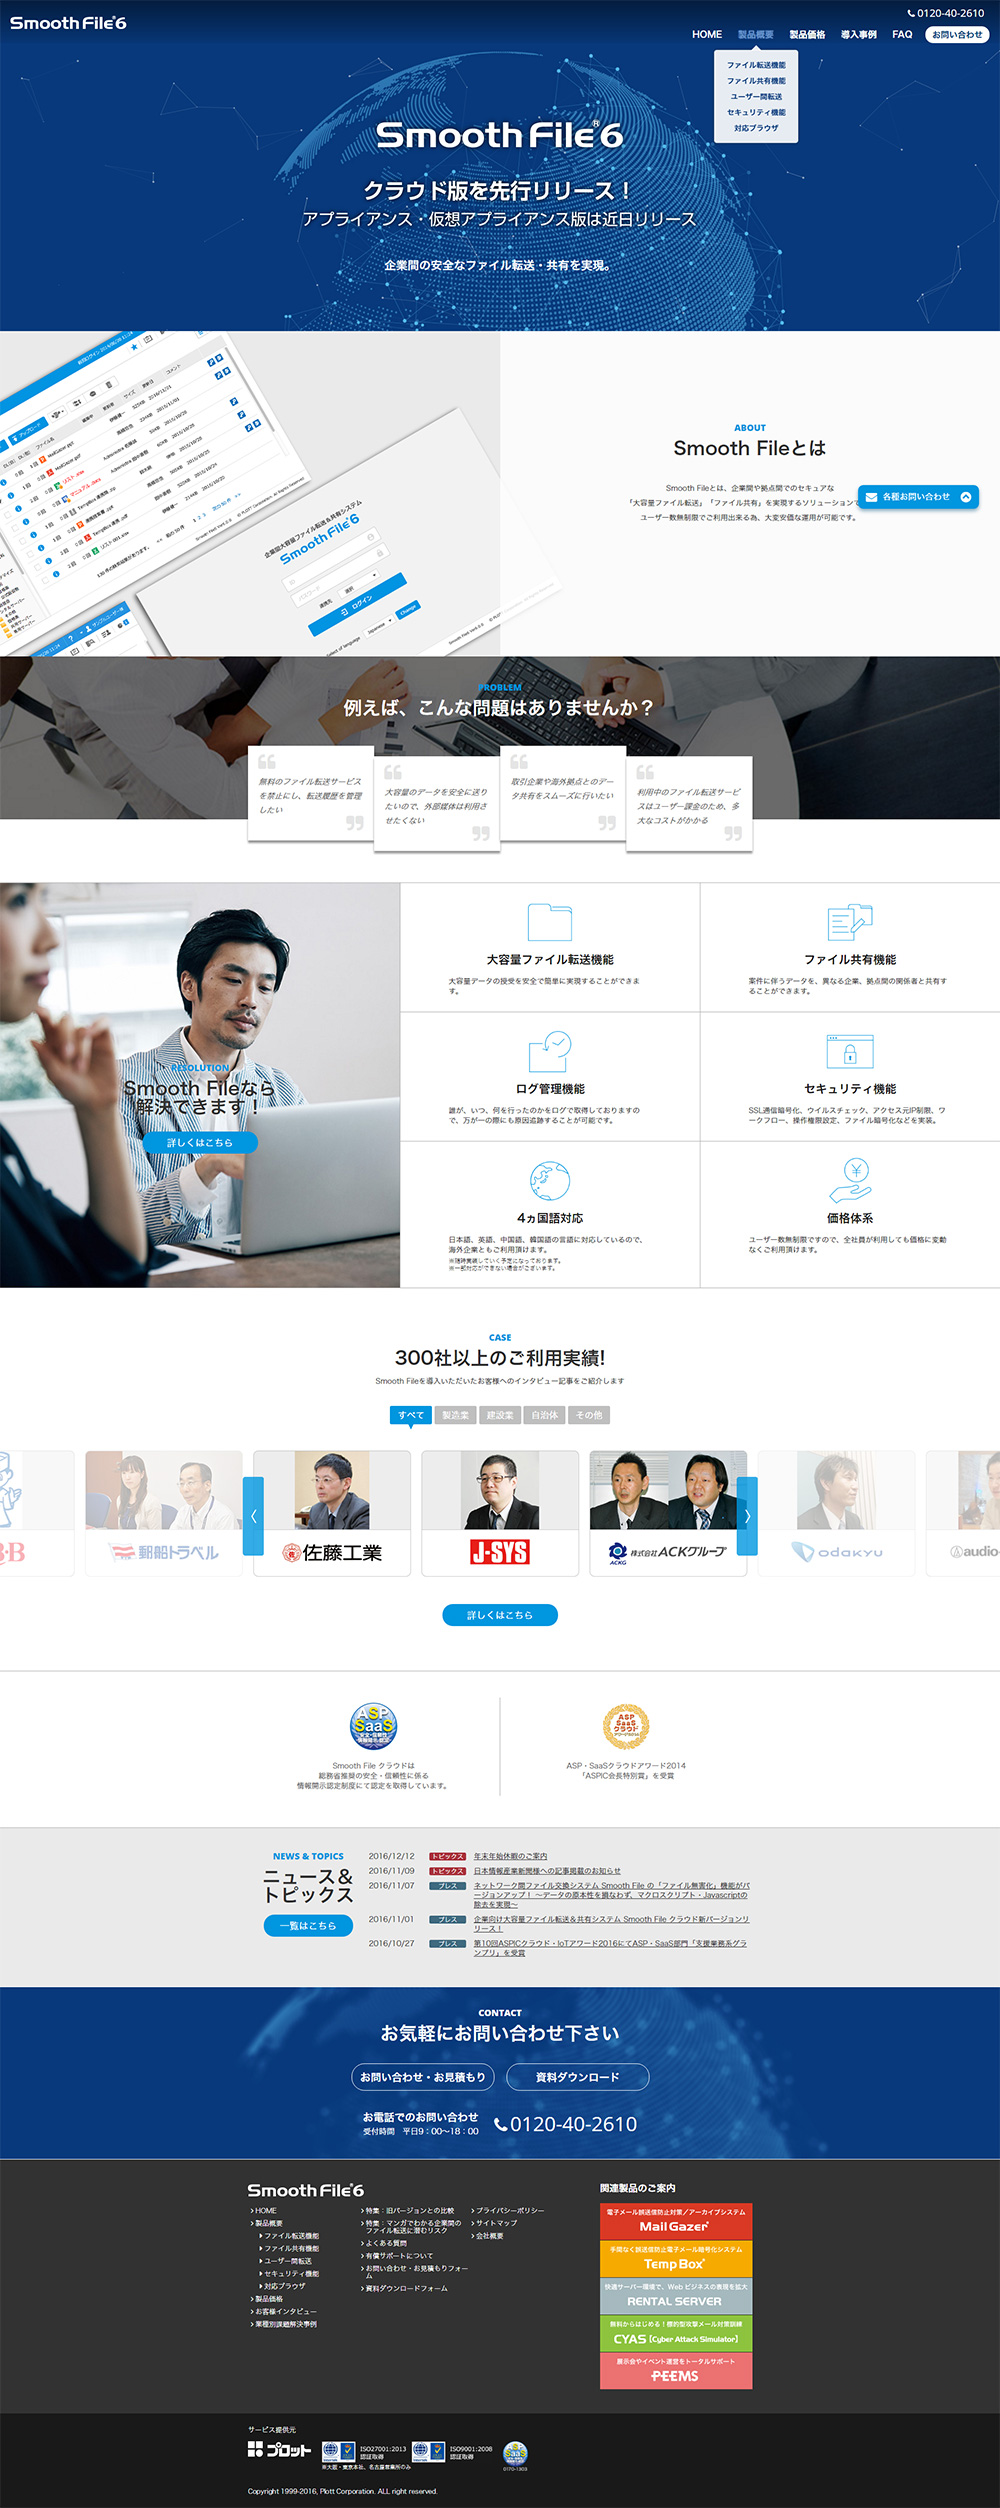 Smooth File®6
0120-40-2610
HOME 製品概要 製品価格 導入事例 FAQ お問い合わせ
ファイル転送機能
ファイル共有機能
ユーザー間転送
セキュリティ機能
対応ブラウザ
Smooth File®6
クラウド版を先行リリース！
アプライアンス・仮想アプライアンス版は近日リリース
企業間の安全なファイル転送・共有を実現。
企業間大容量ファイル転送&共有システム
Smooth File®6
ログイン
ABOUT
Smooth Fileとは
Smooth Fileとは、企業間や拠点間でのセキュアな
「大容量ファイル転送」「ファイル共有」を実現するソリューションで
ユーザー数無制限でご利用出来る為、大変安価な運用が可能です。
各種お問い合わせ
PROBLEM
例えば、こんな問題はありませんか？
無料のファイル転送サービス
を禁止にし、転送履歴を管理
したい
大容量のデータを安全に送り
たいので、外部媒体は利用さ
せたくない
取引企業や海外拠点とのデー
タ共有をスムーズに行いたい
利用中のファイル転送サービ
スはユーザー課金のため、多
大なコストがかかる
RESOLUTION
Smooth Fileなら
解決できます！
詳しくはこちら
大容量ファイル転送機能
大容量データの授受を安全で簡単に実現することができま
す。
ファイル共有機能
案件に伴うデータを、異なる企業、拠点間の関係者と共有す
ることができます。
ログ管理機能
誰が、いつ、何を行ったのかをログで取得しておりますの
で、万が一の際にも原因追跡することが可能です。
セキュリティ機能
SSL通信暗号化、ウイルスチェック、アクセス元IP制限、ワ
ークフロー、操作権限設定、ファイル暗号化などを実装。
4ヵ国語対応
日本語、英語、中国語、韓国語の言語に対応しているので、
海外企業ともご利用頂けます。
※随時実装していく予定になっております。
※一部対応ができない場合がございます。
価格体系
ユーザー数無制限ですので、全社員が利用しても価格に変動
なくご利用頂けます。
CASE
300社以上のご利用実績!
Smooth Fileを導入いただいたお客様へのインタビュー記事をご紹介します
すべて 製造業 建設業 自治体 その他
郵船トラベル
佐藤工業
J-SYS
ACKG 株式会社ACKグループ
odakyu
audio-
詳しくはこちら
ASP
SaaS
Smooth File クラウドは
総務省推奨の安全・信頼性に係る
情報開示認定制度にて認定を取得しています。
ASP
SaaS
クラウド
ASP・SaaSクラウドアワード2014
「ASPIC会長特別賞」を受賞
NEWS & TOPICS
ニュース＆
トピックス
一覧はこちら
2016/12/12 トピックス 年末年始休暇のご案内
2016/11/09 トピックス 日本情報産業新聞様への記事掲載のお知らせ
2016/11/07 プレス ネットワーク間ファイル交換システム Smooth File の「ファイル無害化」機能がバ
ージョンアップ！ ～データの原本性を損なわず、マクロスクリプト・Javascriptの
除去を実現～
2016/11/01 プレス 企業向け大容量ファイル転送＆共有システム Smooth File クラウド新バージョンリ
リース！
2016/10/27 プレス 第10回ASPICクラウド・IoTアワード2016にてASP・SaaS部門「支援業務系グラ
ンプリ」を受賞
CONTACT
お気軽にお問い合わせ下さい
お問い合わせ・お見積もり 資料ダウンロード
お電話でのお問い合わせ
受付時間　平日9：00〜18：00
0120-40-2610
Smooth File®6
HOME
製品概要
ファイル転送機能
ファイル共有機能
ユーザー間転送
セキュリティ機能
対応ブラウザ
製品価格
お客様インタビュー
業種別課題解決事例
特集：旧バージョンとの比較
特集：マンガでわかる企業間の
ファイル転送に潜むリスク
よくある質問
有償サポートについて
お問い合わせ・お見積もりフォー
ム
資料ダウンロードフォーム
プライバシーポリシー
サイトマップ
会社概要
関連製品のご案内
電子メール誤送信防止対策／アーカイブシステム
Mail Gazer®
手間なく誤送信防止電子メール暗号化システム
Temp Box®
快適サーバー環境で、Web ビジネスの表現を拡大
RENTAL SERVER
無料からはじめる！標的型攻撃メール対策訓練
CYAS [Cyber Attack Simulator]
展示会やイベント運営をトータルサポート
PEEMS
サービス提供元
プロット
ISO27001:2013
認証取得
ISO9001:2008
認証取得
※大阪・東京本社、名古屋営業所のみ
0170-1303
Copyright 1999-2016, Plott Corporation. ALL right reserved.